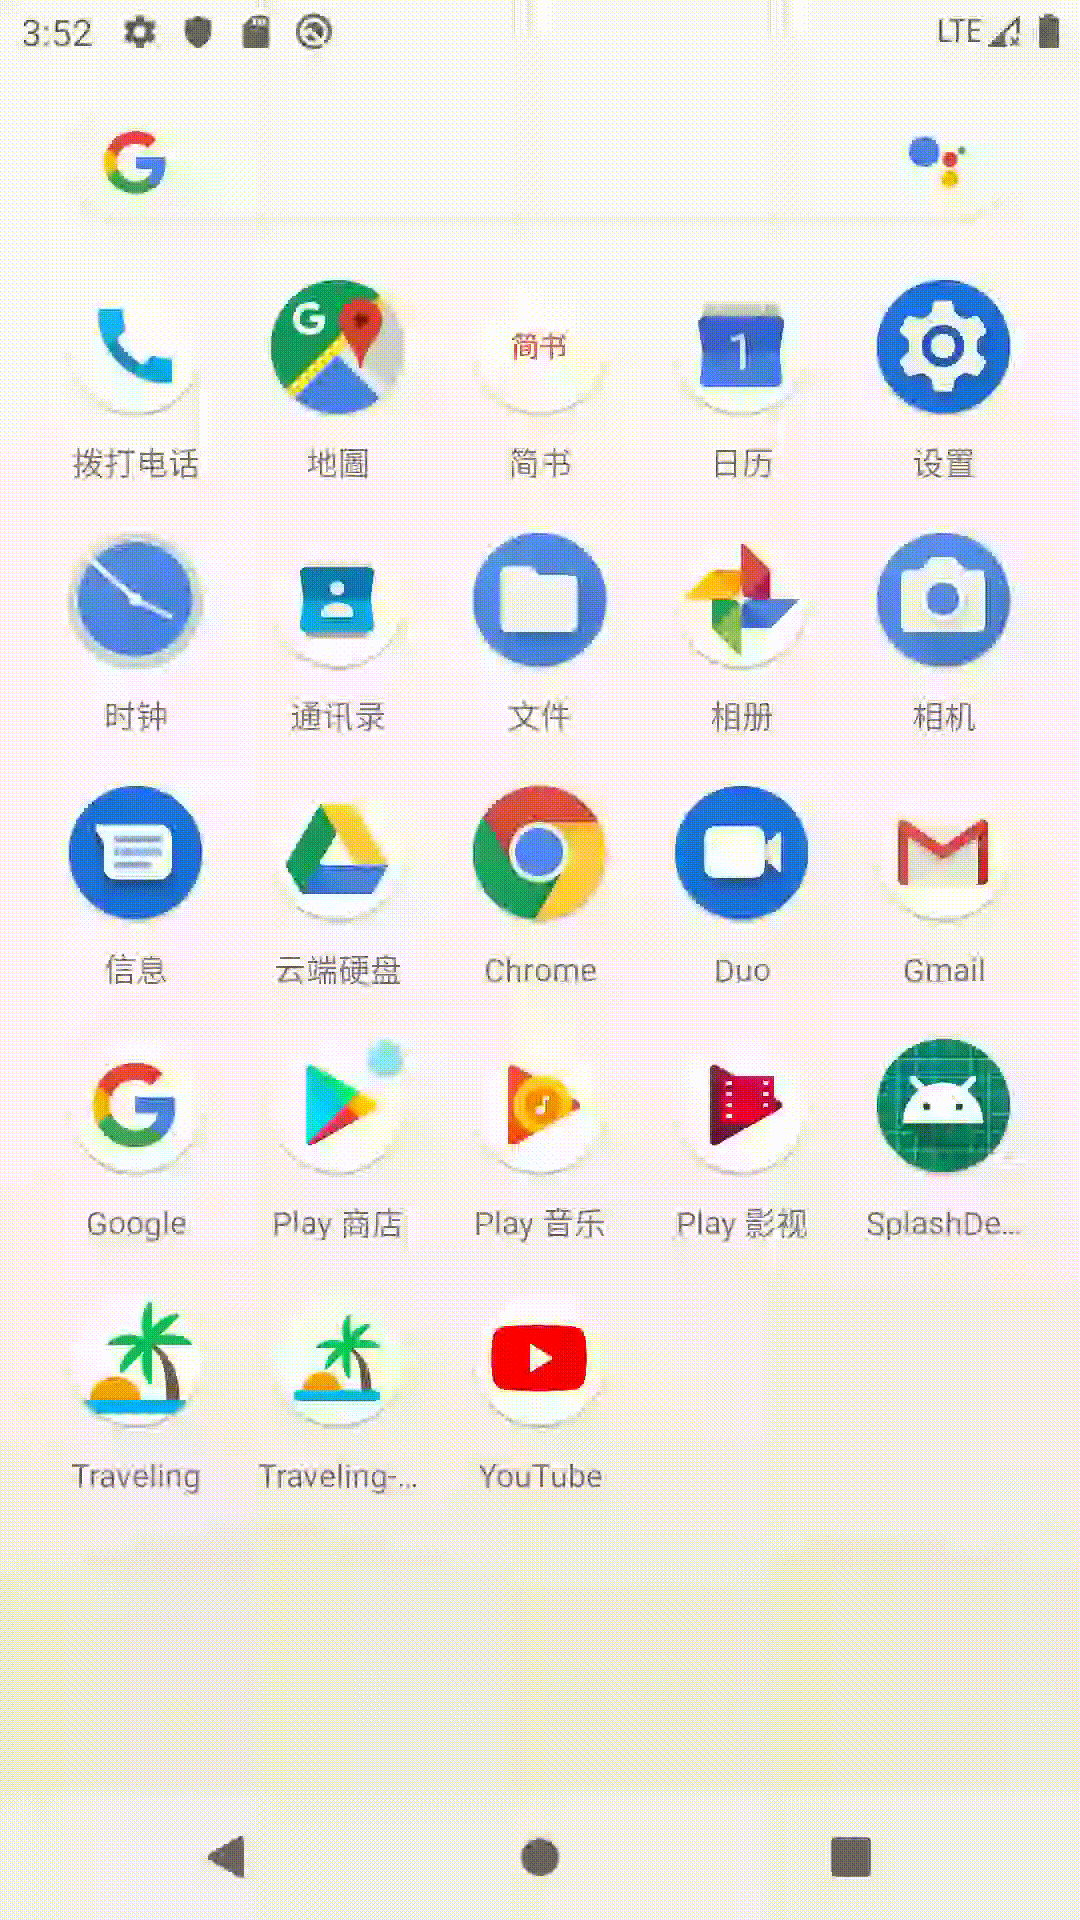 3:52 LTE
简书
1
拨打电话 地圖 简书 日历 设置
时钟 通讯录 文件 相册 相机
信息 云端硬盘 Chrome Duo Gmail
Google Play 商店 Play 音乐 Play 影视 SplashDe...
Traveling Traveling-... YouTube